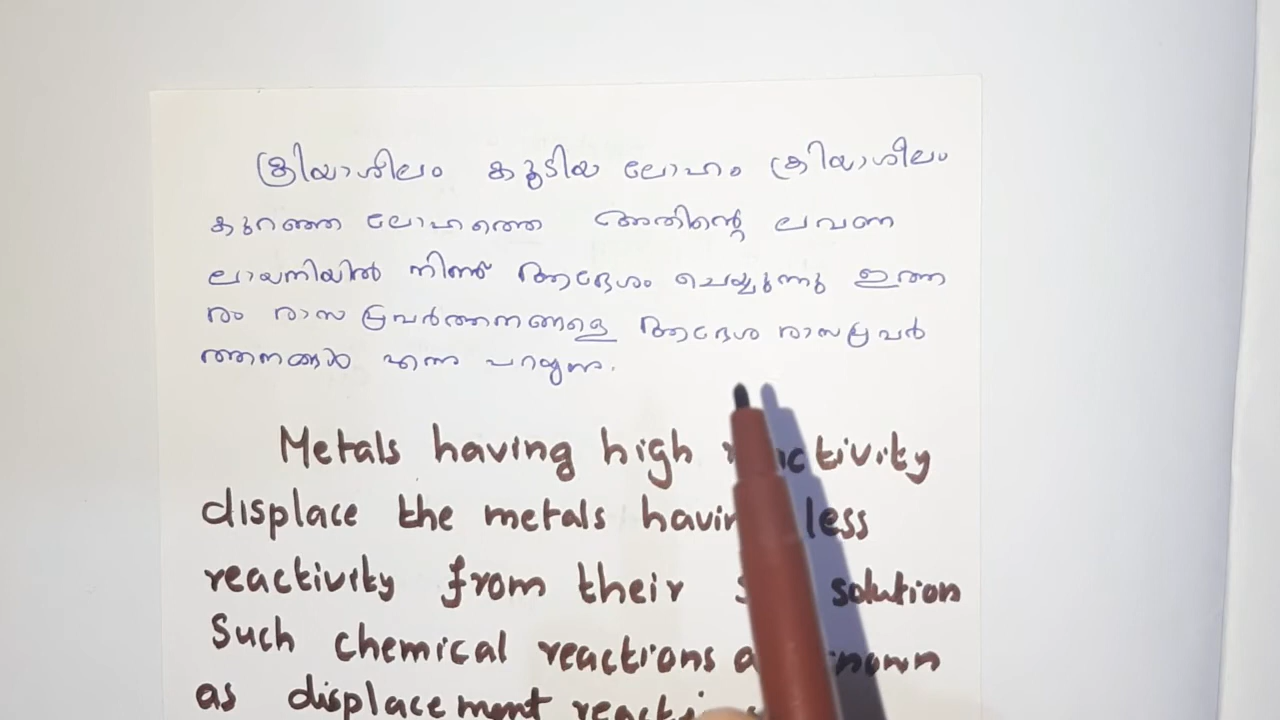 ക്രിയാശീലം കൂടിയ ലോഹം ക്രിയാശീലം
കുറഞ്ഞ ലോഹത്തെ അതിന്റെ ലവണ
ലായനിയിൽ നിന്ന് ആദേശം ചെയ്യുന്നു ഇത്ത
രം രാസ പ്രവർത്തനങ്ങളെ ആദേശ രാസപ്രവർ
ത്തനങ്ങൾ എന്നു പറയുന്നു.
Metals having high
displace the metals less
reactivity from their solution
Such chemical reactions
as displacement